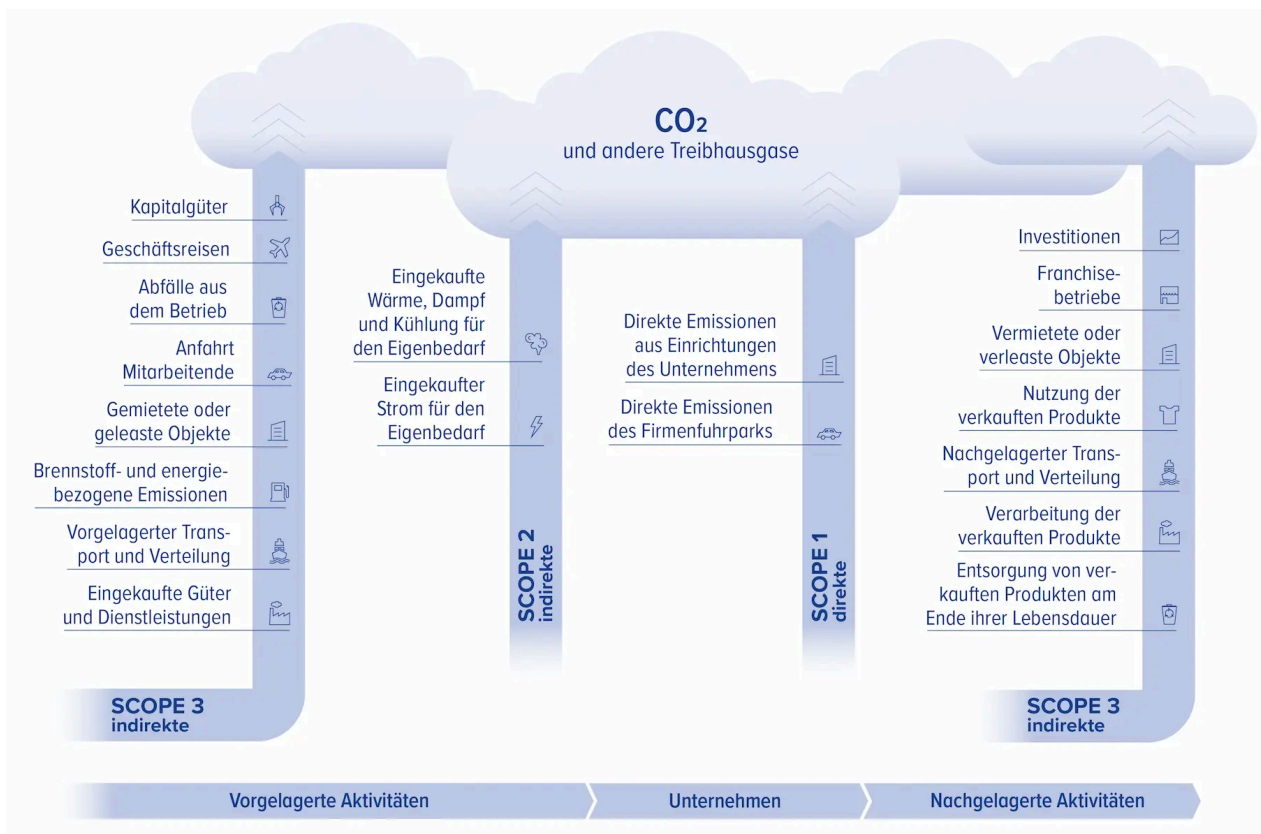 CO₂
und andere Treibhausgase
Kapitalgüter
Geschäftsreisen
Abfälle aus
dem Betrieb
Anfahrt
Mitarbeitende
Gemietete oder
geleaste Objekte
Brennstoff- und energie-
bezogene Emissionen
Vorgelagerter Trans-
port und Verteilung
Eingekaufte Güter
und Dienstleistungen
SCOPE 3
indirekte
Eingekaufte
Wärme, Dampf
und Kühlung für
den Eigenbedarf
Eingekaufter
Strom für den
Eigenbedarf
SCOPE 2
indirekte
Direkte Emissionen
aus Einrichtungen
des Unternehmens
Direkte Emissionen
des Firmenfuhrparks
SCOPE 1
direkte
Investitionen
Franchise-
betriebe
Vermietete oder
verleaste Objekte
Nutzung der
verkauften Produkte
Nachgelagerter Trans-
port und Verteilung
Verarbeitung der
verkauften Produkte
Entsorgung von ver-
kauften Produkten am
Ende ihrer Lebensdauer
SCOPE 3
indirekte
Vorgelagerte Aktivitäten
Unternehmen
Nachgelagerte Aktivitäten